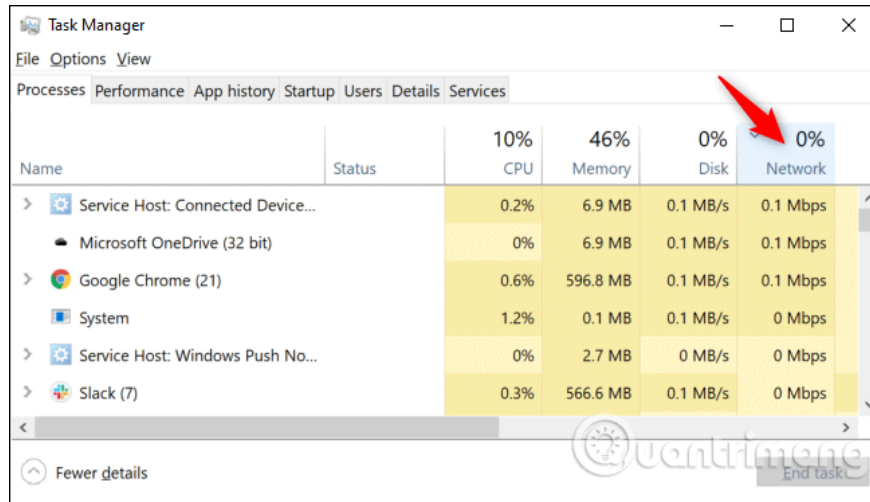 Task Manager
File Options View
Processes Performance App history Startup Users Details Services
10% 46% 0% 0%
Name Status CPU Memory Disk Network
Service Host: Connected Device... 0.2% 6.9 MB 0.1 MB/s 0.1 Mbps
Microsoft OneDrive (32 bit) 0% 6.9 MB 0.1 MB/s 0.1 Mbps
Google Chrome (21) 0.6% 596.8 MB 0.1 MB/s 0.1 Mbps
System 1.2% 0.1 MB 0.1 MB/s 0 Mbps
Service Host: Windows Push No... 0% 2.7 MB 0 MB/s 0 Mbps
Slack (7) 0.3% 566.6 MB 0.1 MB/s 0 Mbps
Quantrimang
Fewer details End task